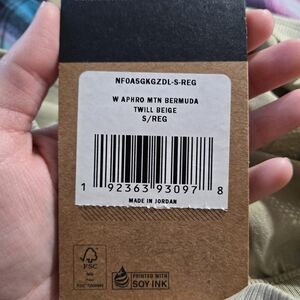 NF0A5GKGZDL-S-REG
W APHRO MTN BERMUDA
TWILL BEIGE
S/REG
1 92363 93097 8
MADE IN JORDAN
FSC
MIX
PRINTED WITH
SOY INK